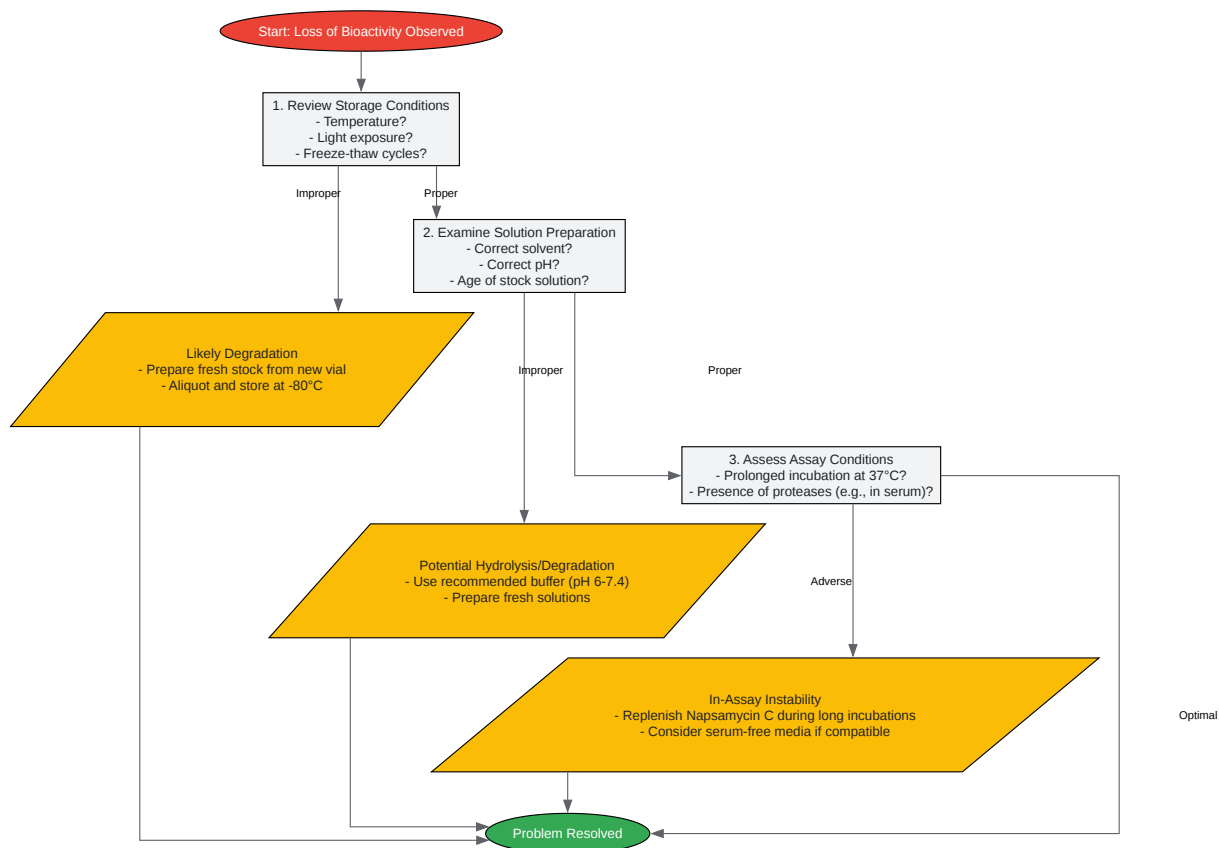 Start: Loss of Bioactivity Observed
1. Review Storage Conditions
- Temperature?
- Light exposure?
- Freeze-thaw cycles?
Improper
Proper
2. Examine Solution Preparation
- Correct solvent?
- Correct pH?
- Age of stock solution?
Likely Degradation
- Prepare fresh stock from new vial
- Aliquot and store at -80°C
Improper
Proper
3. Assess Assay Conditions
- Prolonged incubation at 37°C?
- Presence of proteases (e.g., in serum)?
Potential Hydrolysis/Degradation
- Use recommended buffer (pH 6-7.4)
- Prepare fresh solutions
Adverse
In-Assay Instability
- Replenish Napsamycin C during long incubations
- Consider serum-free media if compatible
Optimal
Problem Resolved